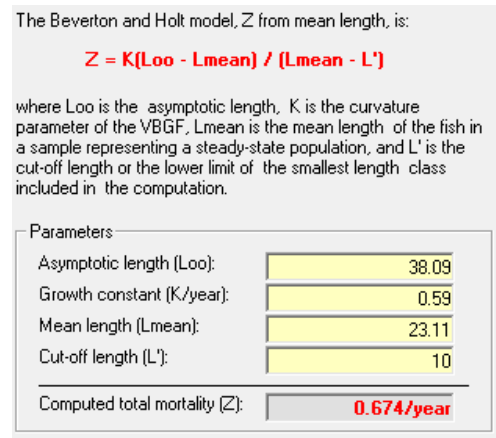 The Beverton and Holt model, Z from mean length, is:
Z = K(Loo - Lmean) / (Lmean - L')
where Loo is the asymptotic length, K is the curvature
parameter of the VBGF, Lmean is the mean length of the fish in
a sample representing a steady-state population, and L' is the
cut-off length or the lower limit of the smallest length class
included in the computation.
Parameters
Asymptotic length (Loo): 38.09
Growth constant (K/year): 0.59
Mean length (Lmean): 23.11
Cut-off length (L'): 10
Computed total mortality (Z): 0.674/year